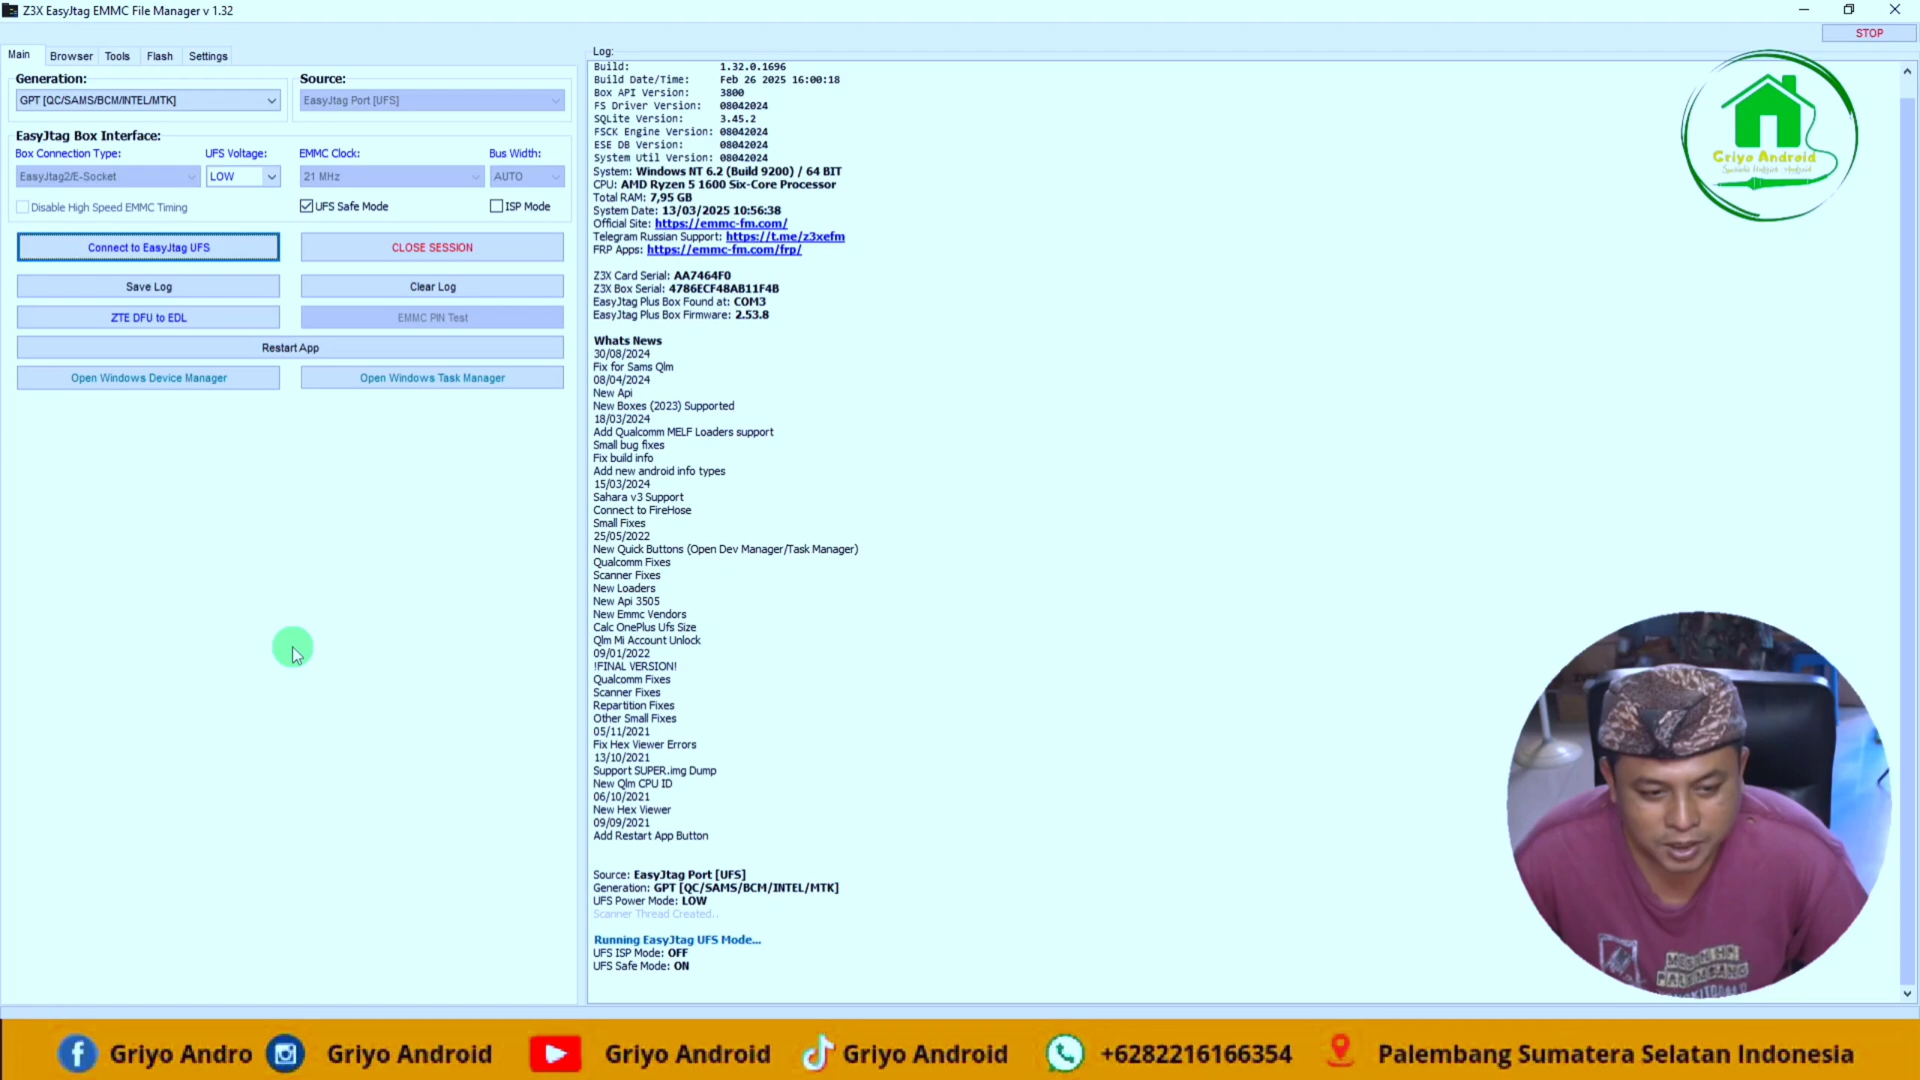 Z3X EasyJtag EMMC File Manager v 1.32
STOP
Main Browser Tools Flash Settings
Generation: Source:
GPT [QC/SAMS/BCM/INTEL/MTK] EasyJtag Port [UFS]
EasyJtag Box Interface:
Box Connection Type: UFS Voltage: EMMC Clock: Bus Width:
EasyJtag2/E-Socket LOW 21 MHz AUTO
Disable High Speed EMMC Timing UFS Safe Mode ISP Mode
Connect to EasyJtag UFS CLOSE SESSION
Save Log Clear Log
ZTE DFU to EDL EMMC PIN Test
Restart App
Open Windows Device Manager Open Windows Task Manager
Log:
Build: 1.32.0.1696
Build Date/Time: Feb 26 2025 16:00:18
Box API Version: 3800
FS Driver Version: 08042024
SQLite Version: 3.45.2
FSCK Engine Version: 08042024
ESE DB Version: 08042024
System Util Version: 08042024
System: Windows NT 6.2 (Build 9200) / 64 BIT
CPU: AMD Ryzen 5 1600 Six-Core Processor
Total RAM: 7,95 GB
System Date: 13/03/2025 10:56:38
Official Site: https://emmc-fm.com/
Telegram Russian Support: https://t.me/z3xefm
FRP Apps: https://emmc-fm.com/frp/
Z3X Card Serial: AA7464F0
Z3X Box Serial: 4786ECF48AB11F4B
EasyJtag Plus Box Found at: COM3
EasyJtag Plus Box Firmware: 2.53.8
Whats News
30/08/2024
Fix for Sams Qlm
08/04/2024
New Api
New Boxes (2023) Supported
18/03/2024
Add Qualcomm MELF Loaders support
Small bug fixes
Fix build info
Add new android info types
15/03/2024
Sahara v3 Support
Connect to FireHose
Small Fixes
25/05/2022
New Quick Buttons (Open Dev Manager/Task Manager)
Qualcomm Fixes
Scanner Fixes
New Loaders
New Api 3505
New Emmc Vendors
Calc OnePlus Ufs Size
Qlm Mi Account Unlock
09/01/2022
!FINAL VERSION!
Qualcomm Fixes
Scanner Fixes
Repartition Fixes
Other Small Fixes
05/11/2021
Fix Hex Viewer Errors
13/10/2021
Support SUPER.img Dump
New Qlm CPU ID
06/10/2021
New Hex Viewer
09/09/2021
Add Restart App Button
Source: EasyJtag Port [UFS]
Generation: GPT [QC/SAMS/BCM/INTEL/MTK]
UFS Power Mode: LOW
Scanner Thread Created..
Running EasyJtag UFS Mode...
UFS ISP Mode: OFF
UFS Safe Mode: ON
Griyo Android
Griyo Andro Griyo Android Griyo Android Griyo Android +6282216166354 Palembang Sumatera Selatan Indonesia